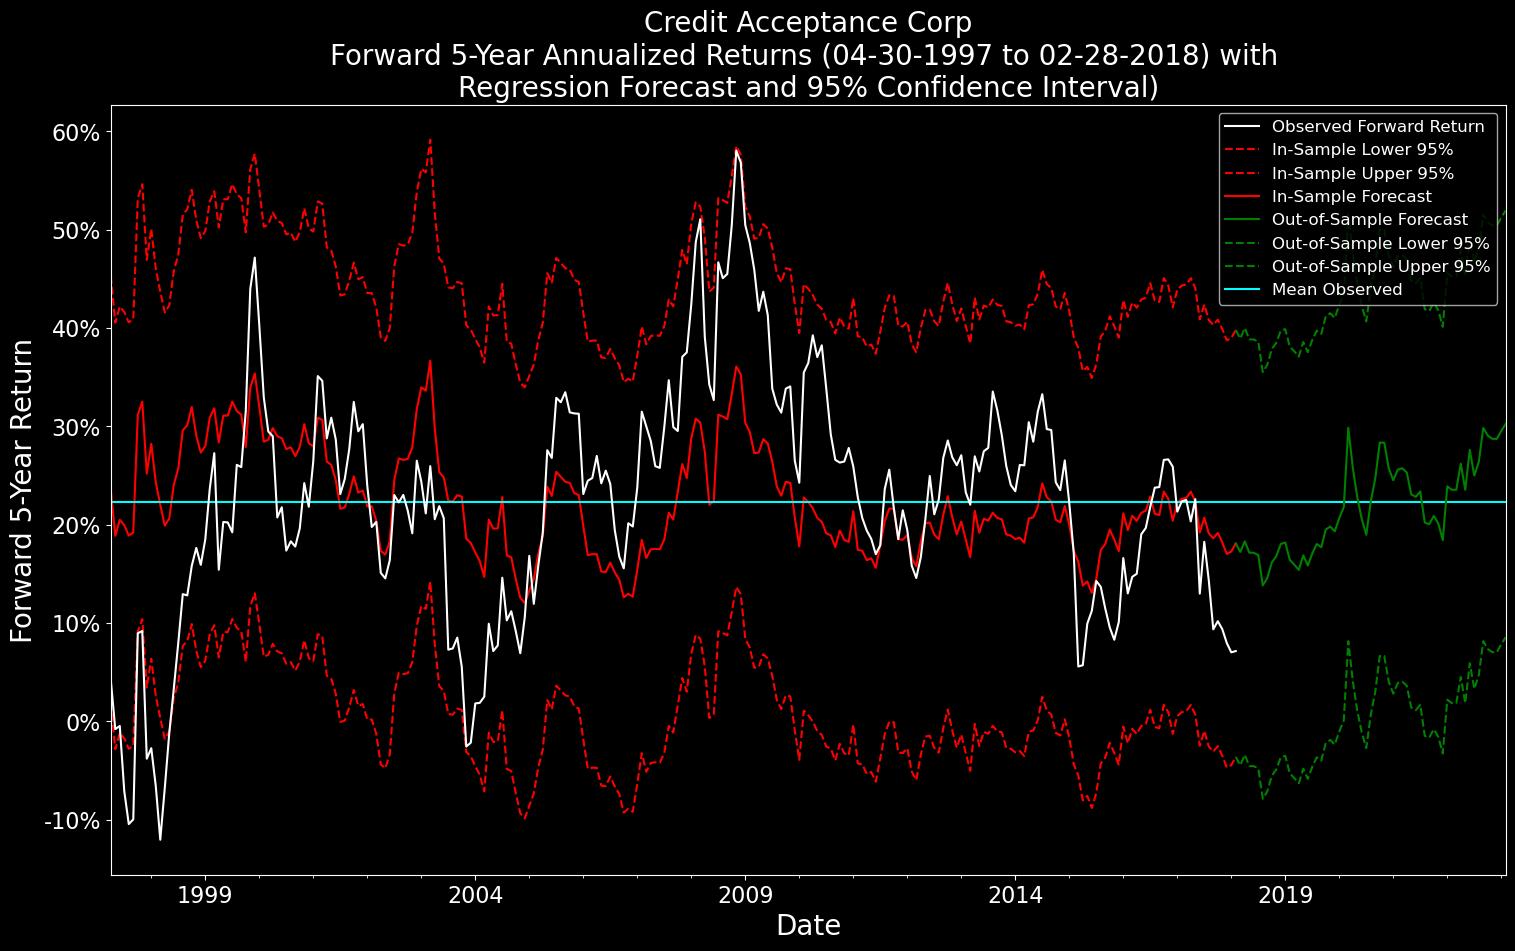 Credit Acceptance Corp
Forward 5-Year Annualized Returns (04-30-1997 to 02-28-2018) with
Regression Forecast and 95% Confidence Interval)
60%
50%
40%
30%
20%
10%
0%
-10%
Forward 5-Year Return
Observed Forward Return
In-Sample Lower 95%
In-Sample Upper 95%
In-Sample Forecast
Out-of-Sample Forecast
Out-of-Sample Lower 95%
Out-of-Sample Upper 95%
Mean Observed
1999
2004
2009
2014
2019
Date